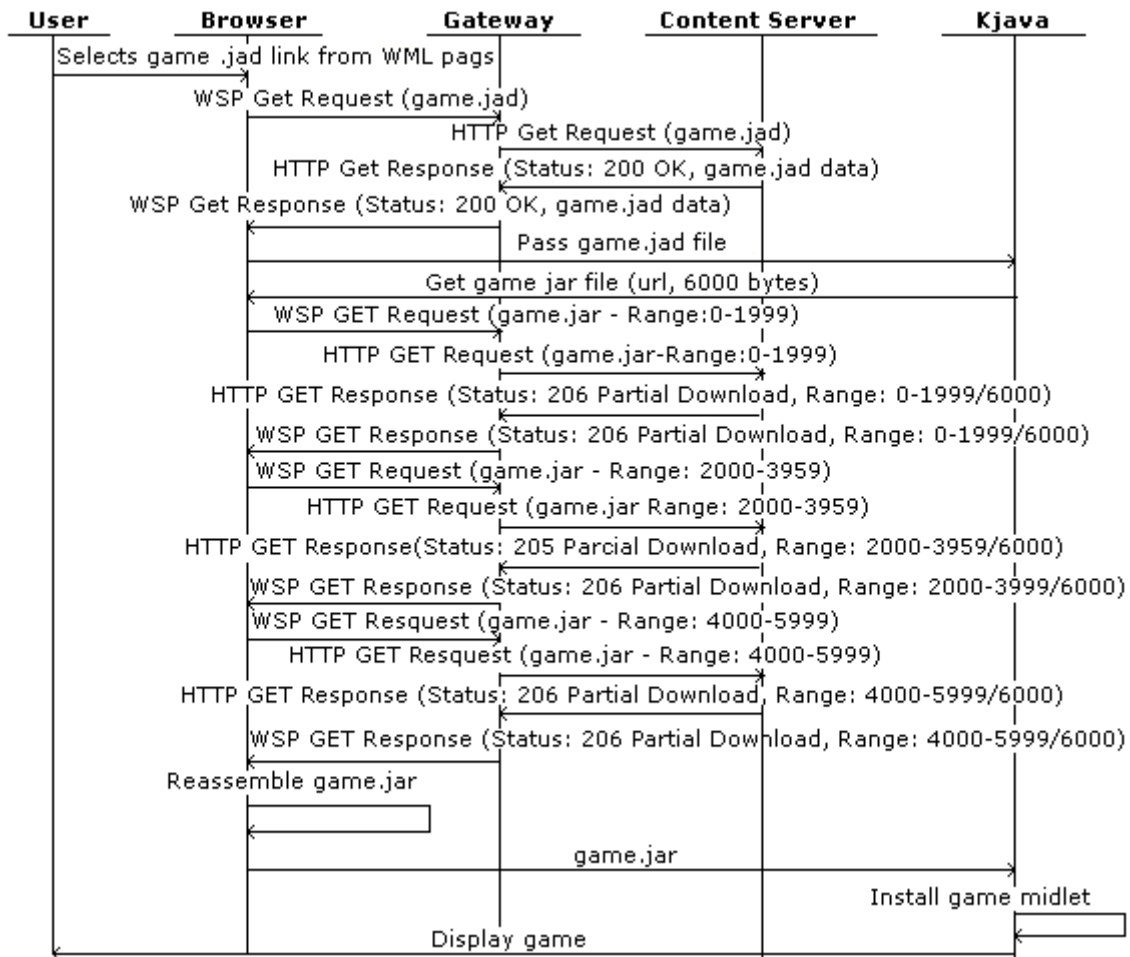 User Browser Gateway Content Server Kjava
Selects game .jad link from WML pags
WSP Get Request (game.jad)
HTTP Get Request (game.jad)
HTTP Get Response (Status: 200 OK, game.jad data)
WSP Get Response (Status: 200 OK, game.jad data)
Pass game.jad file
Get game jar file (url, 6000 bytes)
WSP GET Request (game.jar - Range:0-1999)
HTTP GET Request (game.jar-Range:0-1999)
HTTP GET Response (Status: 206 Partial Download, Range: 0-1999/6000)
WSP GET Response (Status: 206 Partial Download, Range: 0-1999/6000)
WSP GET Request (game.jar - Range: 2000-3959)
HTTP GET Request (game.jar Range: 2000-3959)
HTTP GET Response(Status: 205 Parcial Download, Range: 2000-3959/6000)
WSP GET Response (Status: 206 Partial Download, Range: 2000-3999/6000)
WSP GET Resquest (game.jar - Range: 4000-5999)
HTTP GET Resquest (game.jar - Range: 4000-5999)
HTTP GET Response (Status: 206 Partial Download, Range: 4000-5999/6000)
WSP GET Response (Status: 206 Partial Download, Range: 4000-5999/6000)
Reassemble game.jar
game.jar
Install game midlet
Display game